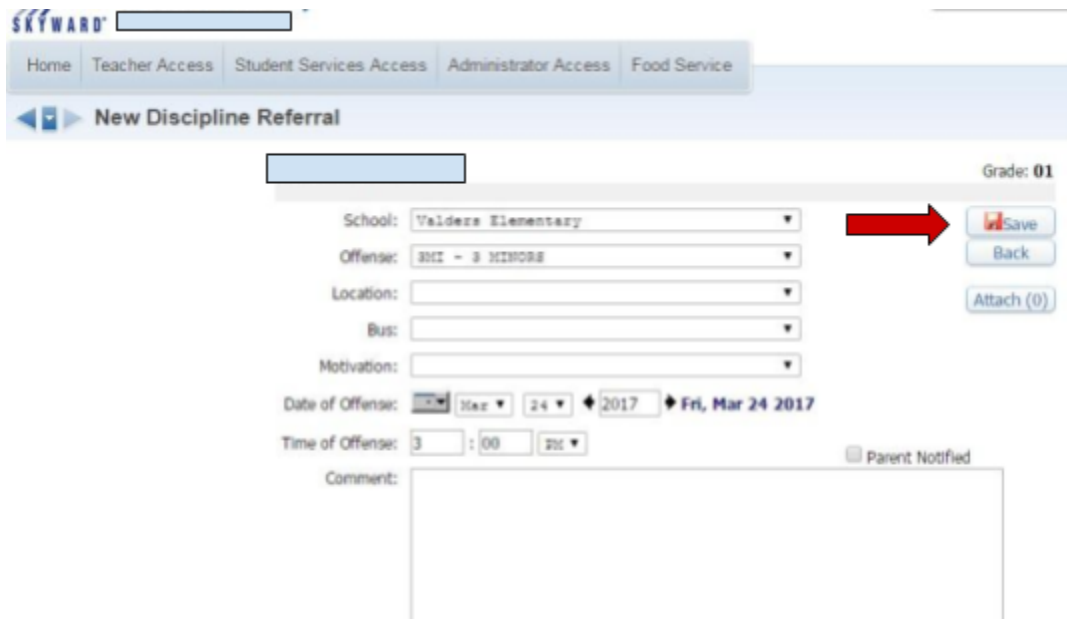 SKYWARD
Home Teacher Access Student Services Access Administrator Access Food Service
New Discipline Referral
Grade: 01
School: Valders Elementary
Save
Offense: 3MI - 3 MINORS
Back
Location:
Attach (0)
Bus:
Motivation:
Date of Offense: Mar 24 2017 Fri, Mar 24 2017
Time of Offense: 3 : 00 PM
Parent Notified
Comment: